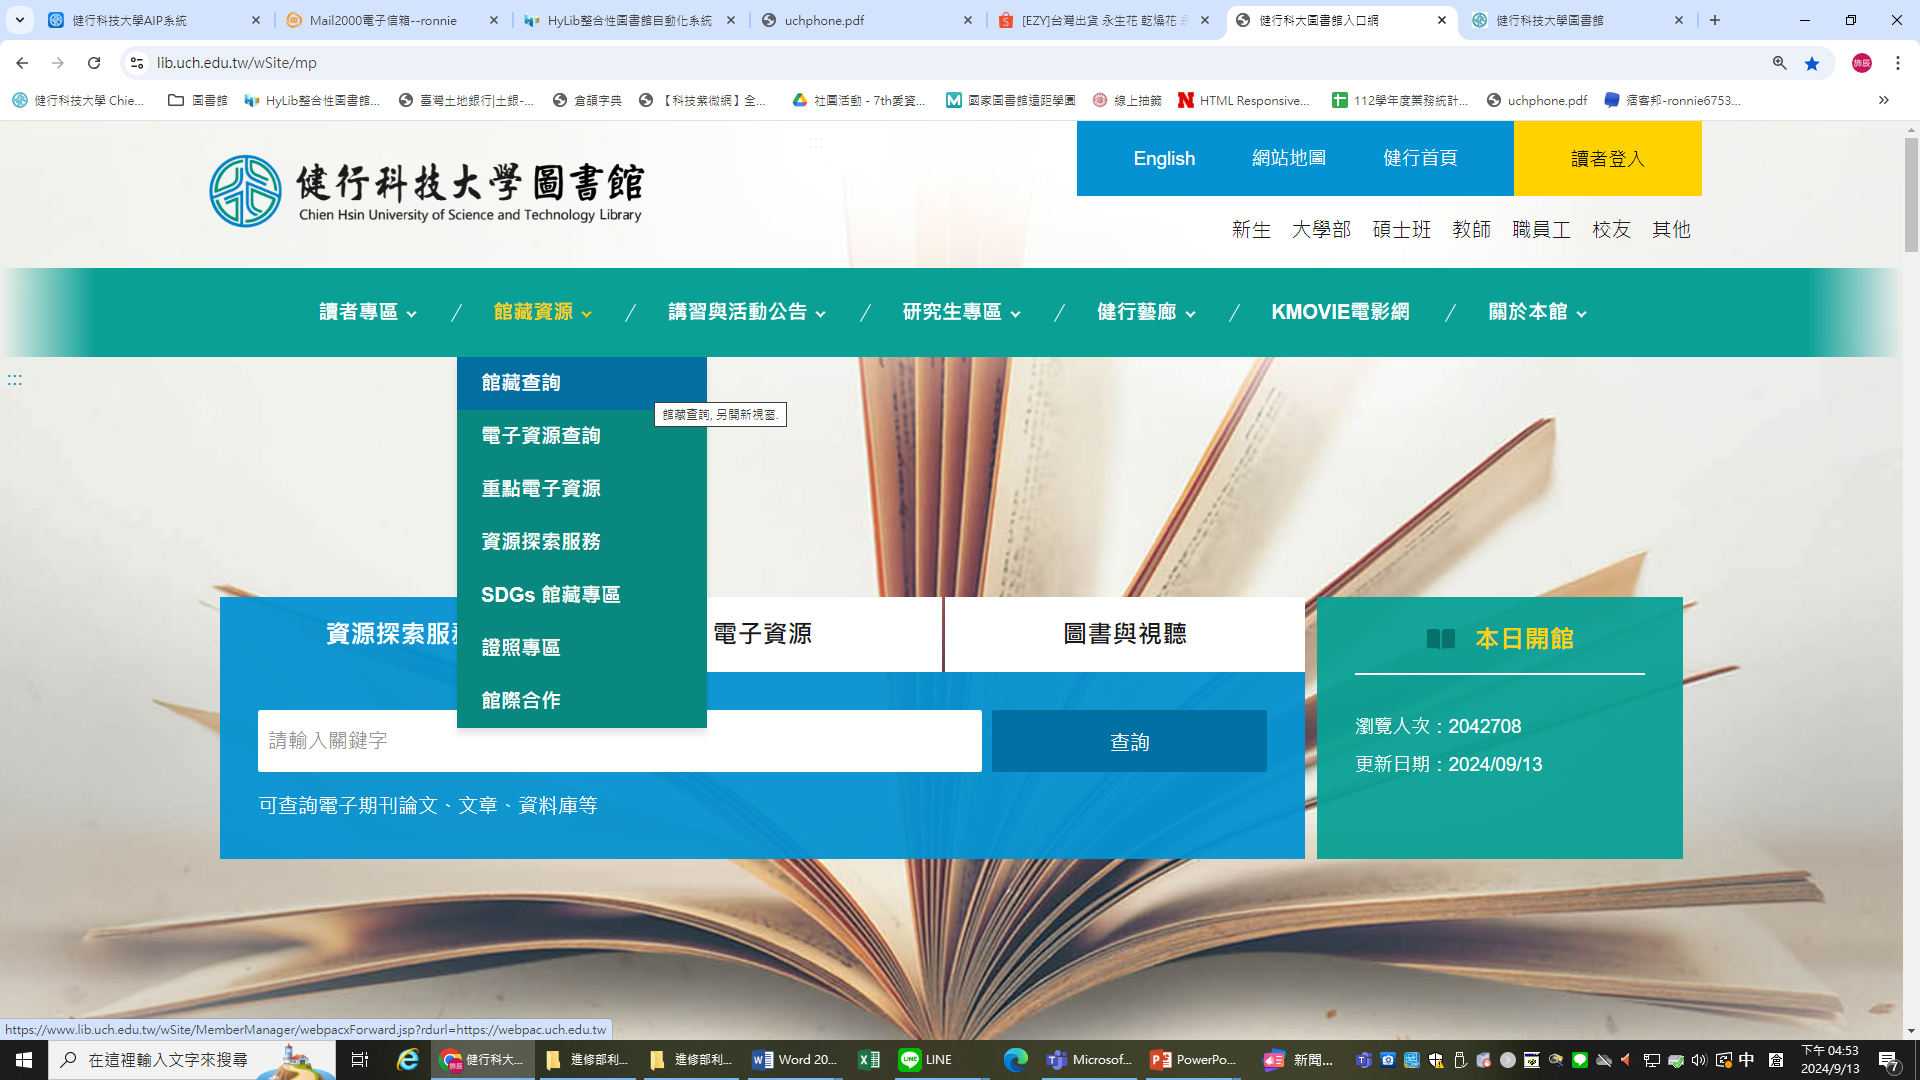 健行科技大學AIP系統
Mail2000電子信箱--ronnie
HyLib整合性圖書館自動化系統
uchphone.pdf
[EZY]台灣出貨 永生花 乾燥花
健行科大圖書館入口網
健行科技大學圖書館
lib.uch.edu.tw/wSite/mp
健行科技大學 Chie...
圖書館
HyLib整合性圖書館...
臺灣土地銀行|土銀-...
倉頡字典
【科技紫微網】全...
社團活動 - 7th愛資...
國家圖書館遠距學園
線上抽籤
HTML Responsive...
112學年度業務統計...
uchphone.pdf
痞客邦-ronnie6753...
健行科技大學圖書館
Chien Hsin University of Science and Technology Library
English
網站地圖
健行首頁
讀者登入
新生 大學部 碩士班 教師 職員工 校友 其他
讀者專區 / 館藏資源 / 講習與活動公告 / 研究生專區 / 健行藝廊 / KMOVIE電影網 / 關於本館
館藏查詢
館藏查詢, 另開新視窗.
電子資源查詢
重點電子資源
資源探索服務
SDGs 館藏專區
證照專區
館際合作
資源探索服
電子資源
圖書與視聽
請輸入關鍵字
查詢
可查詢電子期刊論文、文章、資料庫等
本日開館
瀏覽人次：2042708
更新日期：2024/09/13
https://www.lib.uch.edu.tw/wSite/MemberManager/webpacxForward.jsp?rdurl=https://webpac.uch.edu.tw
在這裡輸入文字來搜尋
健行科大...
進修部利...
進修部利...
Word 20...
LINE
Microsof...
PowerPo...
新聞...
中
下午 04:53
2024/9/13
7